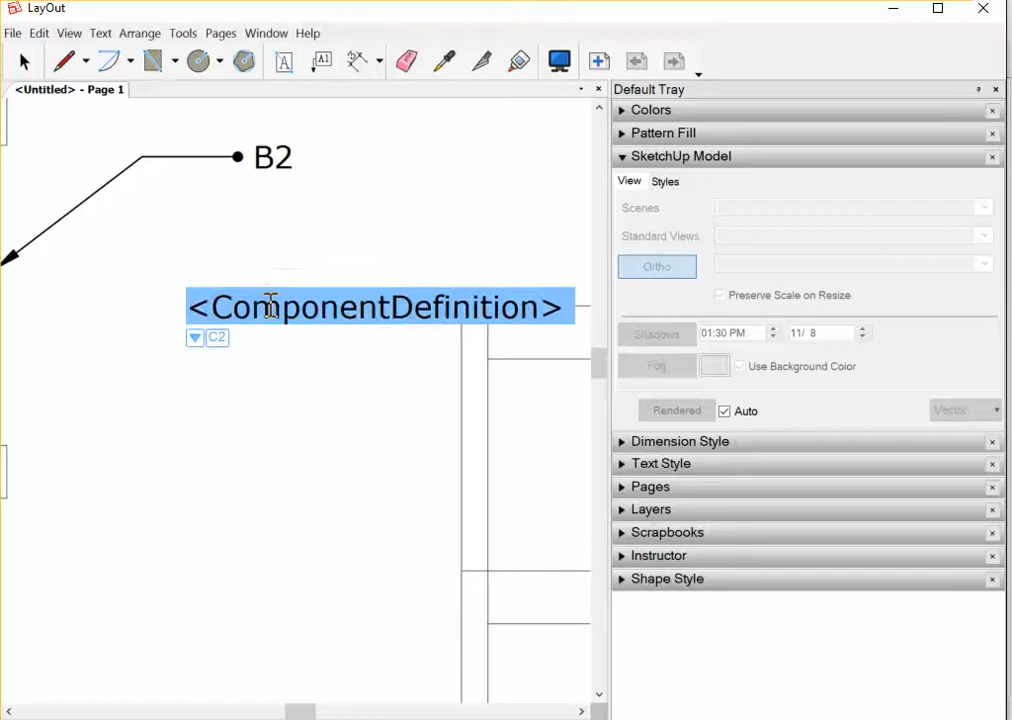 LayOut
File Edit View Text Arrange Tools Pages Window Help
<Untitled> - Page 1
B2
<ComponentDefinition>
C2
Default Tray
Colors
Pattern Fill
SketchUp Model
View Styles
Scenes
Standard Views
Ortho
Preserve Scale on Resize
Shadows 01:30 PM 11/ 8
Fog Use Background Color
Rendered Auto Vector
Dimension Style
Text Style
Pages
Layers
Scrapbooks
Instructor
Shape Style